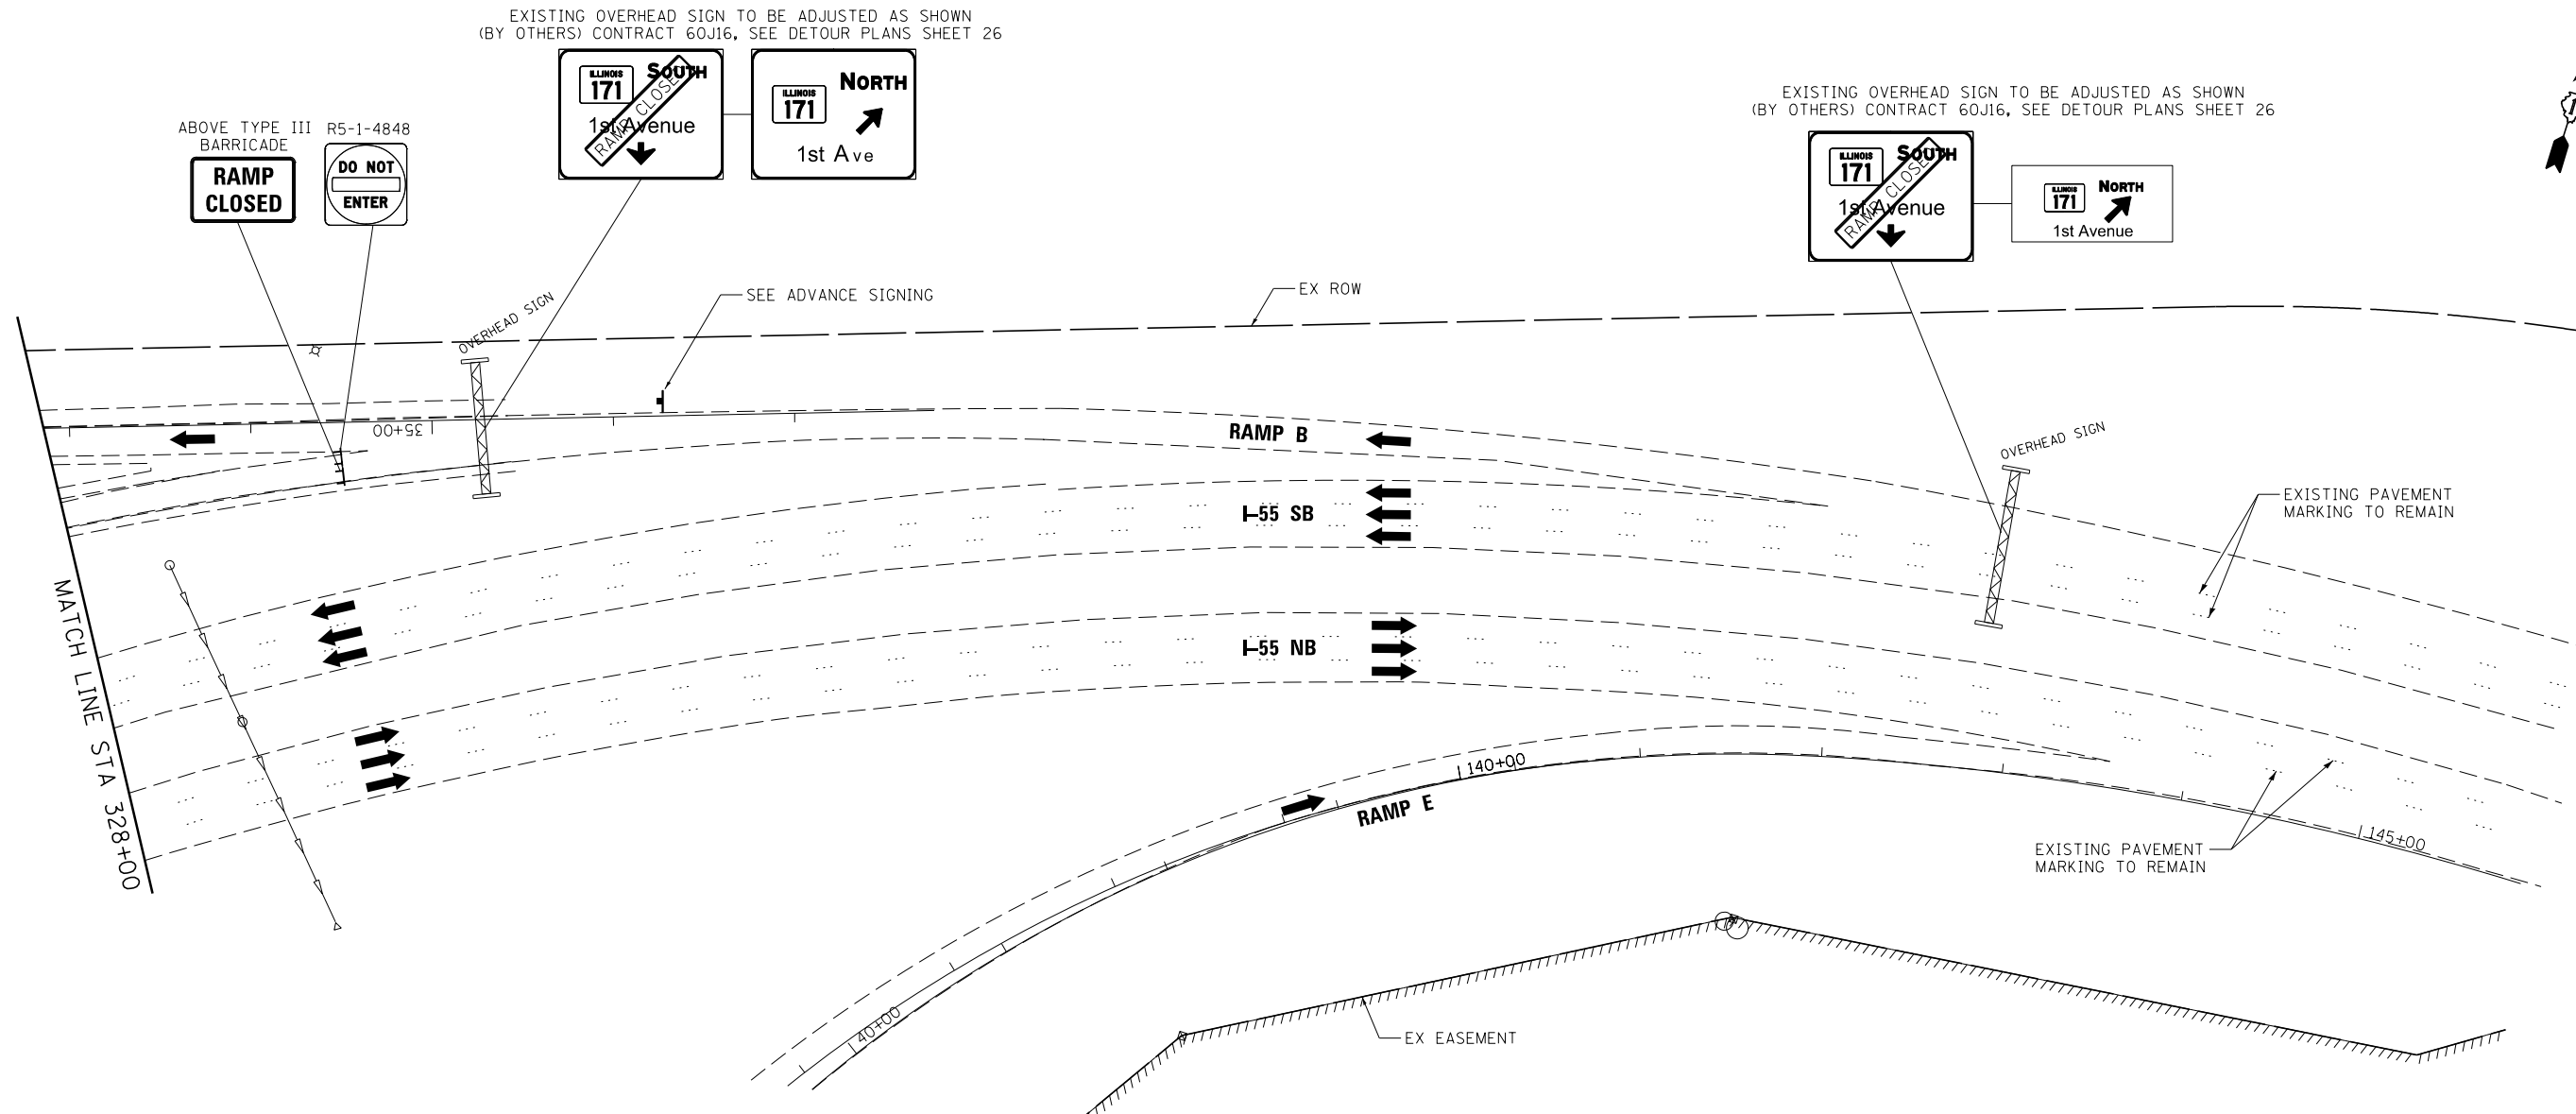 EXISTING OVERHEAD SIGN TO BE ADJUSTED AS SHOWN
(BY OTHERS) CONTRACT 60J16, SEE DETOUR PLANS SHEET 26
ILLINOIS
171
SOUTH
RAMP CLOSED
1st Avenue
ILLINOIS
171
NORTH
1st Ave
ABOVE TYPE III
BARRICADE
RAMP
CLOSED
R5-1-4848
DO NOT
ENTER
EXISTING OVERHEAD SIGN TO BE ADJUSTED AS SHOWN
(BY OTHERS) CONTRACT 60J16, SEE DETOUR PLANS SHEET 26
ILLINOIS
171
SOUTH
RAMP CLOSED
1st Avenue
ILLINOIS
171
NORTH
1st Avenue
OVERHEAD SIGN
SEE ADVANCE SIGNING
EX ROW
35+00
RAMP B
OVERHEAD SIGN
I-55 SB
EXISTING PAVEMENT
MARKING TO REMAIN
I-55 NB
MATCH LINE STA 328+00
140+00
RAMP E
145+00
EXISTING PAVEMENT
MARKING TO REMAIN
40+00
EX EASEMENT